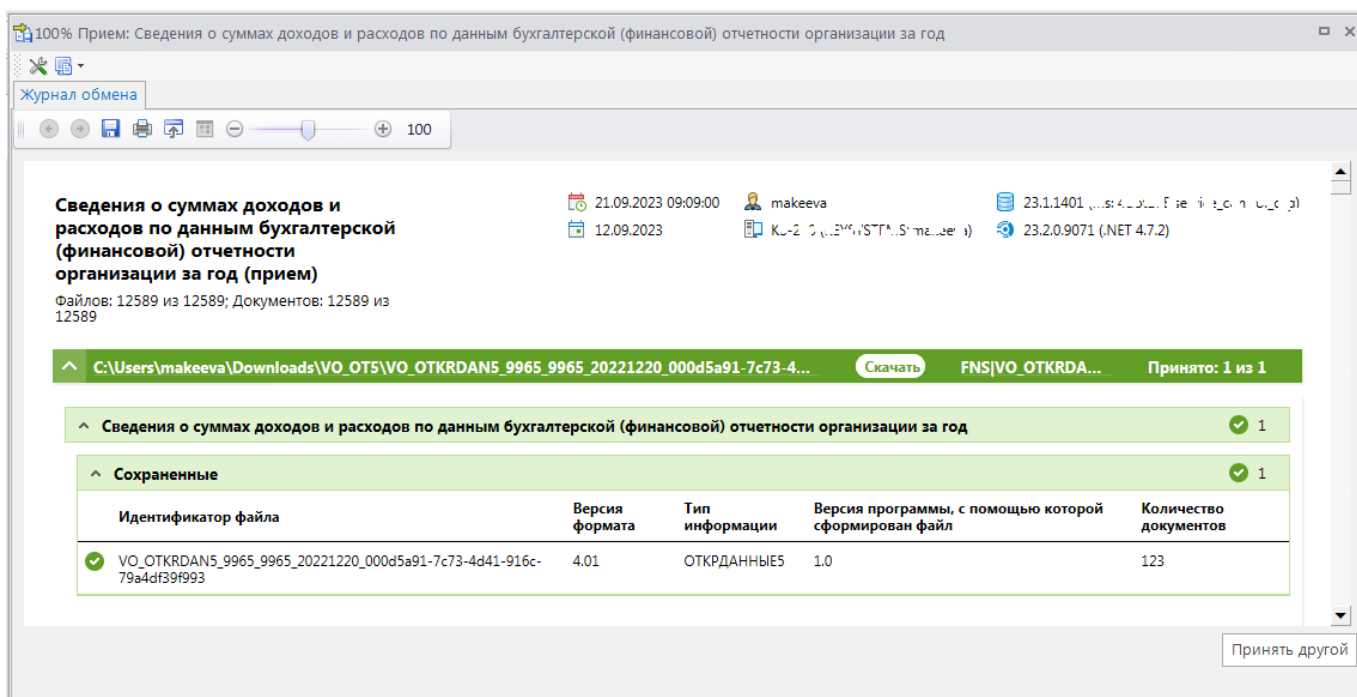 100% Прием: Сведения о суммах доходов и расходов по данным бухгалтерской (финансовой) отчетности организации за год
Журнал обмена
100
Сведения о суммах доходов и
расходов по данным бухгалтерской
(финансовой) отчетности
организации за год (прием)
Файлов: 12589 из 12589; Документов: 12589 из
12589
21.09.2023 09:09:00
makeeva
23.1.1401
12.09.2023
23.2.0.9071 (.NET 4.7.2)
C:\Users\makeeva\Downloads\VO_OT5\VO_OTKRDAN5_9965_9965_20221220_000d5a91-7c73-4...
Скачать
FNS|VO_OTKRDA...
Принято: 1 из 1
Сведения о суммах доходов и расходов по данным бухгалтерской (финансовой) отчетности организации за год
1
Сохраненные
1
Идентификатор файла
Версия
формата
Тип
информации
Версия программы, с помощью которой
сформирован файл
Количество
документов
VO_OTKRDAN5_9965_9965_20221220_000d5a91-7c73-4d41-916c-
79a4df39f993
4.01
ОТКРДАННЫЕ5
1.0
123
Принять другой